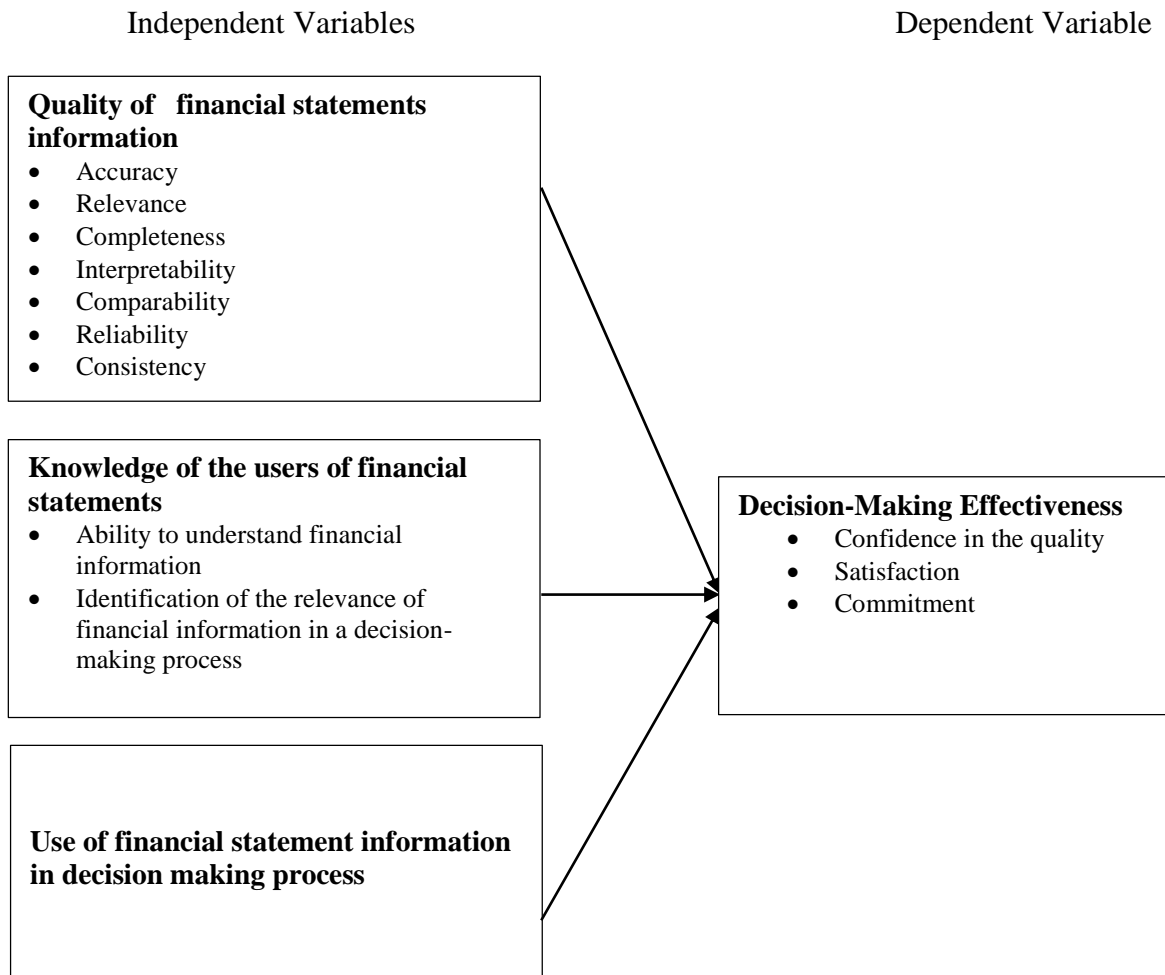 Independent Variables
Dependent Variable
Quality of financial statements
information
• Accuracy
• Relevance
• Completeness
• Interpretability
• Comparability
• Reliability
• Consistency
Knowledge of the users of financial
statements
• Ability to understand financial
information
• Identification of the relevance of
financial information in a decision-
making process
Use of financial statement information
in decision making process
Decision-Making Effectiveness
• Confidence in the quality
• Satisfaction
• Commitment